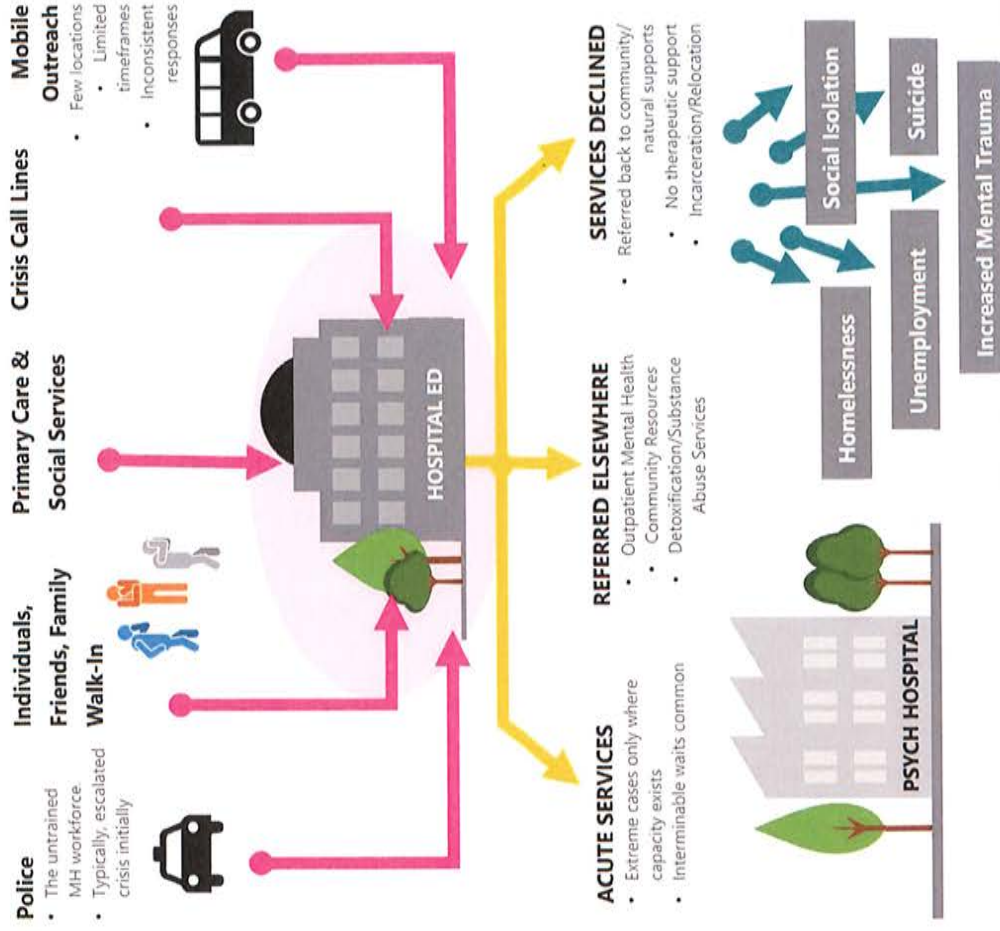 Police
• The untrained
MH workforce.
• Typically, escalated
crisis initially
Individuals,
Friends, Family
Walk-In
Primary Care &
Social Services
Crisis Call Lines
Mobile
Outreach
• Few locations
• Limited
timeframes
• Inconsistent
responses
HOSPITAL ED
ACUTE SERVICES
• Extreme cases only where
capacity exists
• Interminable waits common
REFERRED ELSEWHERE
• Outpatient Mental Health
• Community Resources
• Detoxification/Substance
Abuse Services
SERVICES DECLINED
• Referred back to community/
natural supports
• No therapeutic support
• Incarceration/Relocation
PSYCH HOSPITAL
Homelessness
Social Isolation
Unemployment
Suicide
Increased Mental Trauma